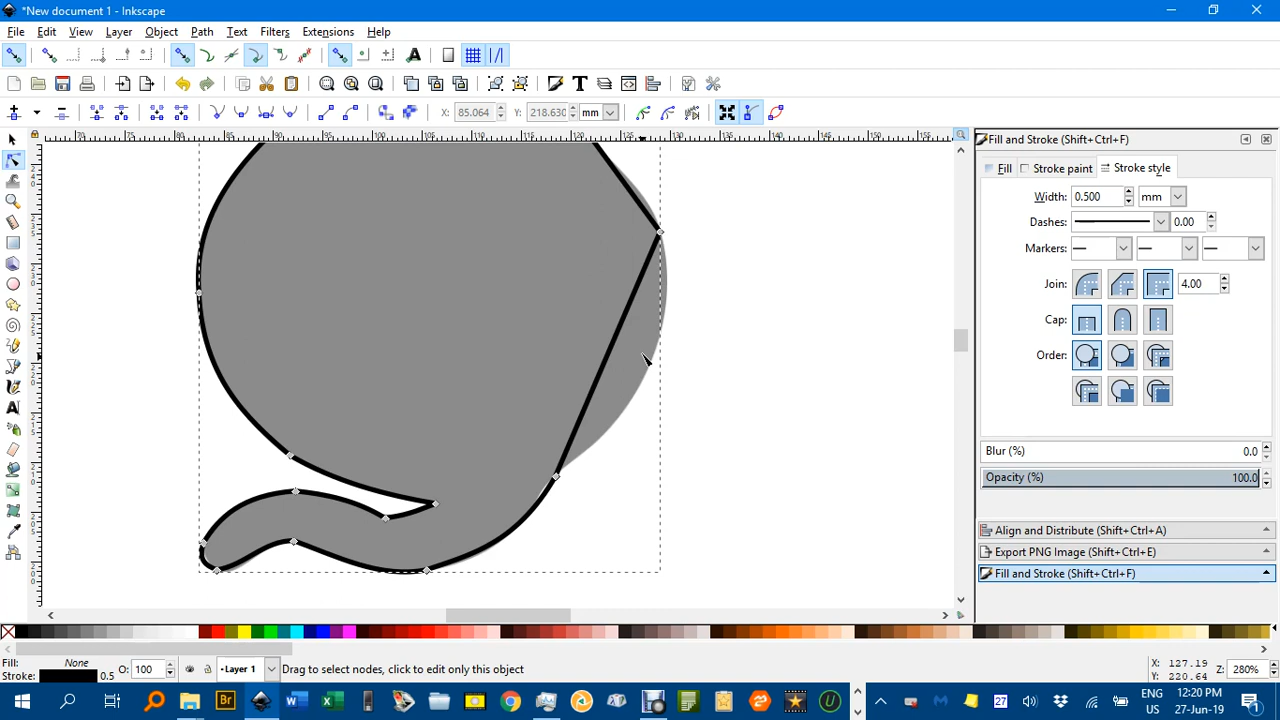 *New document 1 - Inkscape
File Edit View Layer Object Path Text Filters Extensions Help
X: 85.064 Y: 218.630 mm
Fill and Stroke (Shift+Ctrl+F)
Fill Stroke paint Stroke style
Width: 0.500 mm
Dashes: 0.00
Markers:
Join: 4.00
Cap:
Order:
Blur (%) 0.0
Opacity (%) 100.0
Align and Distribute (Shift+Ctrl+A)
Export PNG Image (Shift+Ctrl+E)
Fill and Stroke (Shift+Ctrl+F)
Fill: None
Stroke: 0.5
O: 100
Layer 1
Drag to select nodes, click to edit only this object
X: 127.19
Y: 220.64
280%
ENG
US
12:20 PM
27-Jun-19